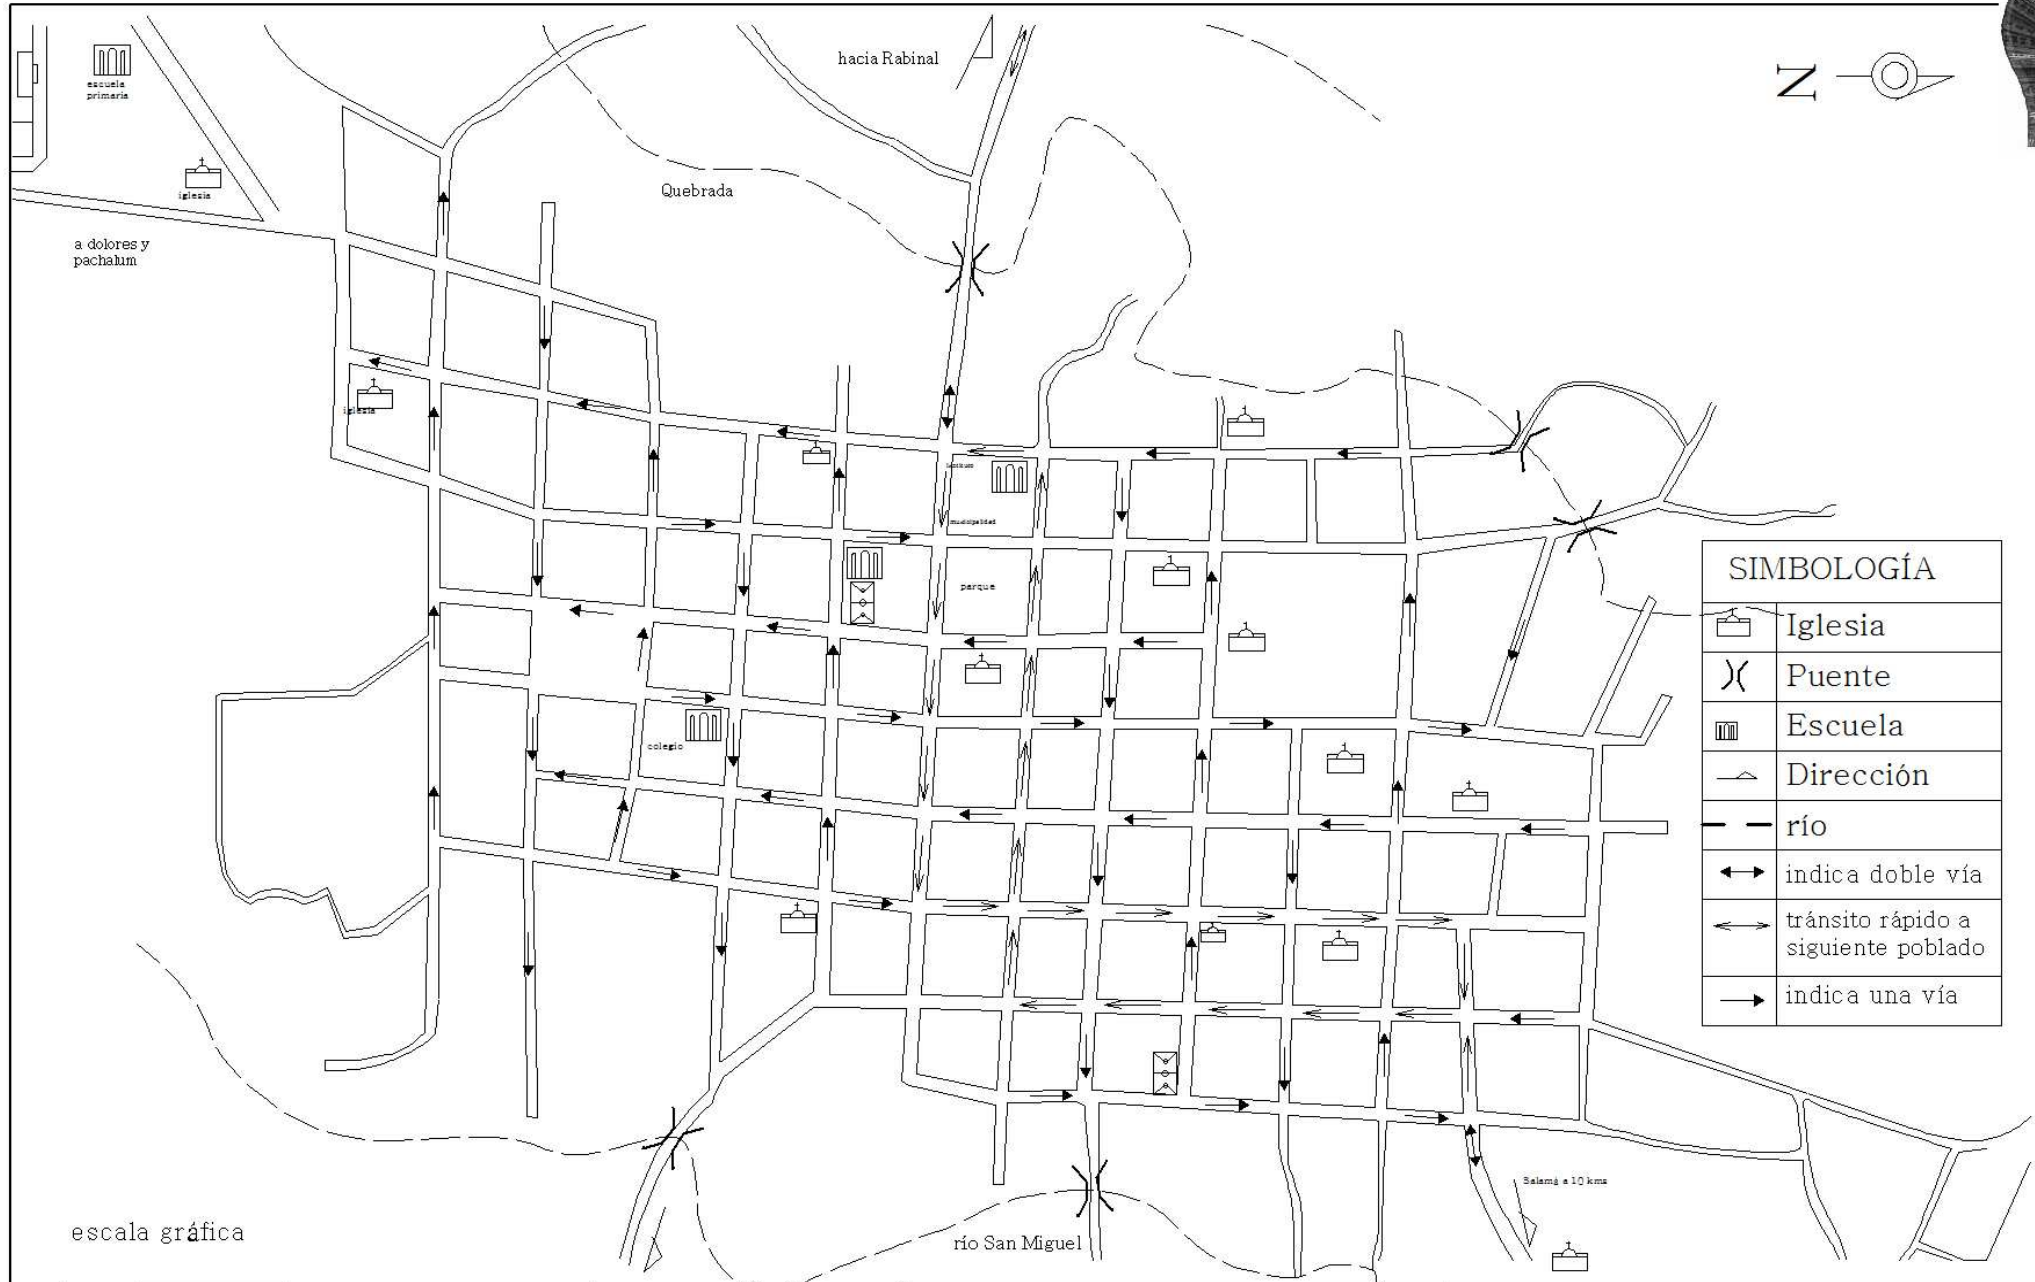 hacia Rabinal
N
escuela
primaria
iglesia
Quebrada
a dolores y
pachalum
iglesia
municipalidad
parque
colegio
SIMBOLOGÍA
Iglesia
Puente
Escuela
Dirección
río
indica doble vía
tránsito rápido a
siguiente poblado
indica una vía
Salamá a 10 kms
escala gráfica
río San Miguel